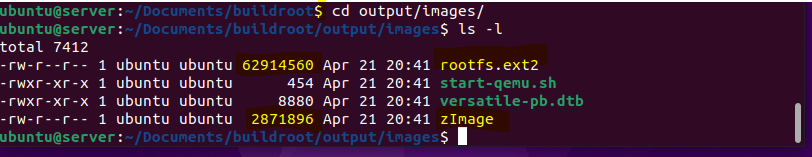 ubuntu@server:~/Documents/buildroot$ cd output/images/
ubuntu@server:~/Documents/buildroot/output/images$ ls -l
total 7412
-rw-r--r-- 1 ubuntu ubuntu 62914560 Apr 21 20:41 rootfs.ext2
-rwxr-xr-x 1 ubuntu ubuntu      454 Apr 21 20:41 start-qemu.sh
-rwxr-xr-x 1 ubuntu ubuntu     8880 Apr 21 20:41 versatile-pb.dtb
-rw-r--r-- 1 ubuntu ubuntu  2871896 Apr 21 20:41 zImage
ubuntu@server:~/Documents/buildroot/output/images$